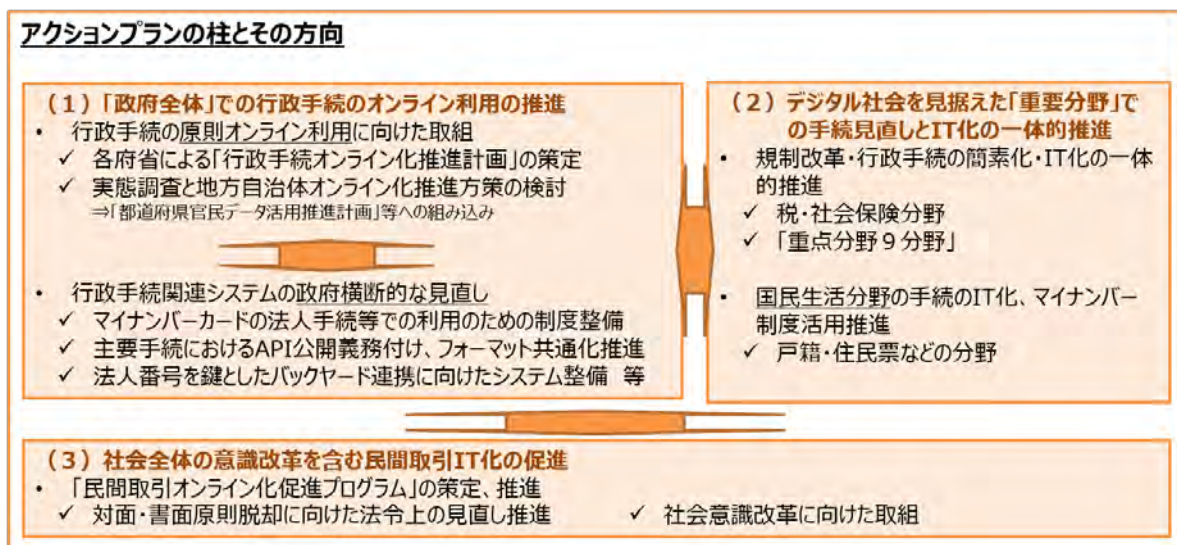 アクションプランの柱とその方向
（１）「政府全体」での行政手続のオンライン利用の推進
• 行政手続の原則オンライン利用に向けた取組
✓ 各府省による「行政手続オンライン化推進計画」の策定
✓ 実態調査と地方自治体オンライン化推進方策の検討
⇒「都道府県官民データ活用推進計画」等への組み込み
• 行政手続関連システムの政府横断的な見直し
✓ マイナンバーカードの法人手続等での利用のための制度整備
✓ 主要手続におけるAPI公開義務付け、フォーマット共通化推進
✓ 法人番号を鍵としたバックヤード連携に向けたシステム整備　等
（２）デジタル社会を見据えた「重要分野」で
の手続見直しとIT化の一体的推進
• 規制改革・行政手続の簡素化・IT化の一体
的推進
✓ 税・社会保険分野
✓ 「重点分野９分野」
• 国民生活分野の手続のIT化、マイナンバー
制度活用推進
✓ 戸籍・住民票などの分野
（３）社会全体の意識改革を含む民間取引IT化の促進
• 「民間取引オンライン化促進プログラム」の策定、推進
✓ 対面・書面原則脱却に向けた法令上の見直し推進　✓ 社会意識改革に向けた取組